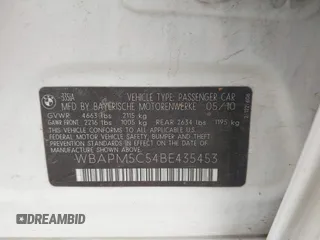 VEHICLE TYPE: PASSENGER CAR
MFD BY BAYERISCHE MOTORENWERKE 05/10
GVWR 4663 lbs 2115 kg
GAWR FRONT 2216 lbs 1005 kg REAR 2634 lbs 1195 kg
THIS VEHICLE CONFORMS TO ALL APPLICABLE
FEDERAL MOTOR VEHICLE SAFETY, BUMPER,
AND THEFT PREVENTION STANDARDS IN EFFECT
ON THE DATE OF MANUFACTURE SHOWN ABOVE.
WBAPM5C54BE435453
DREAMBID